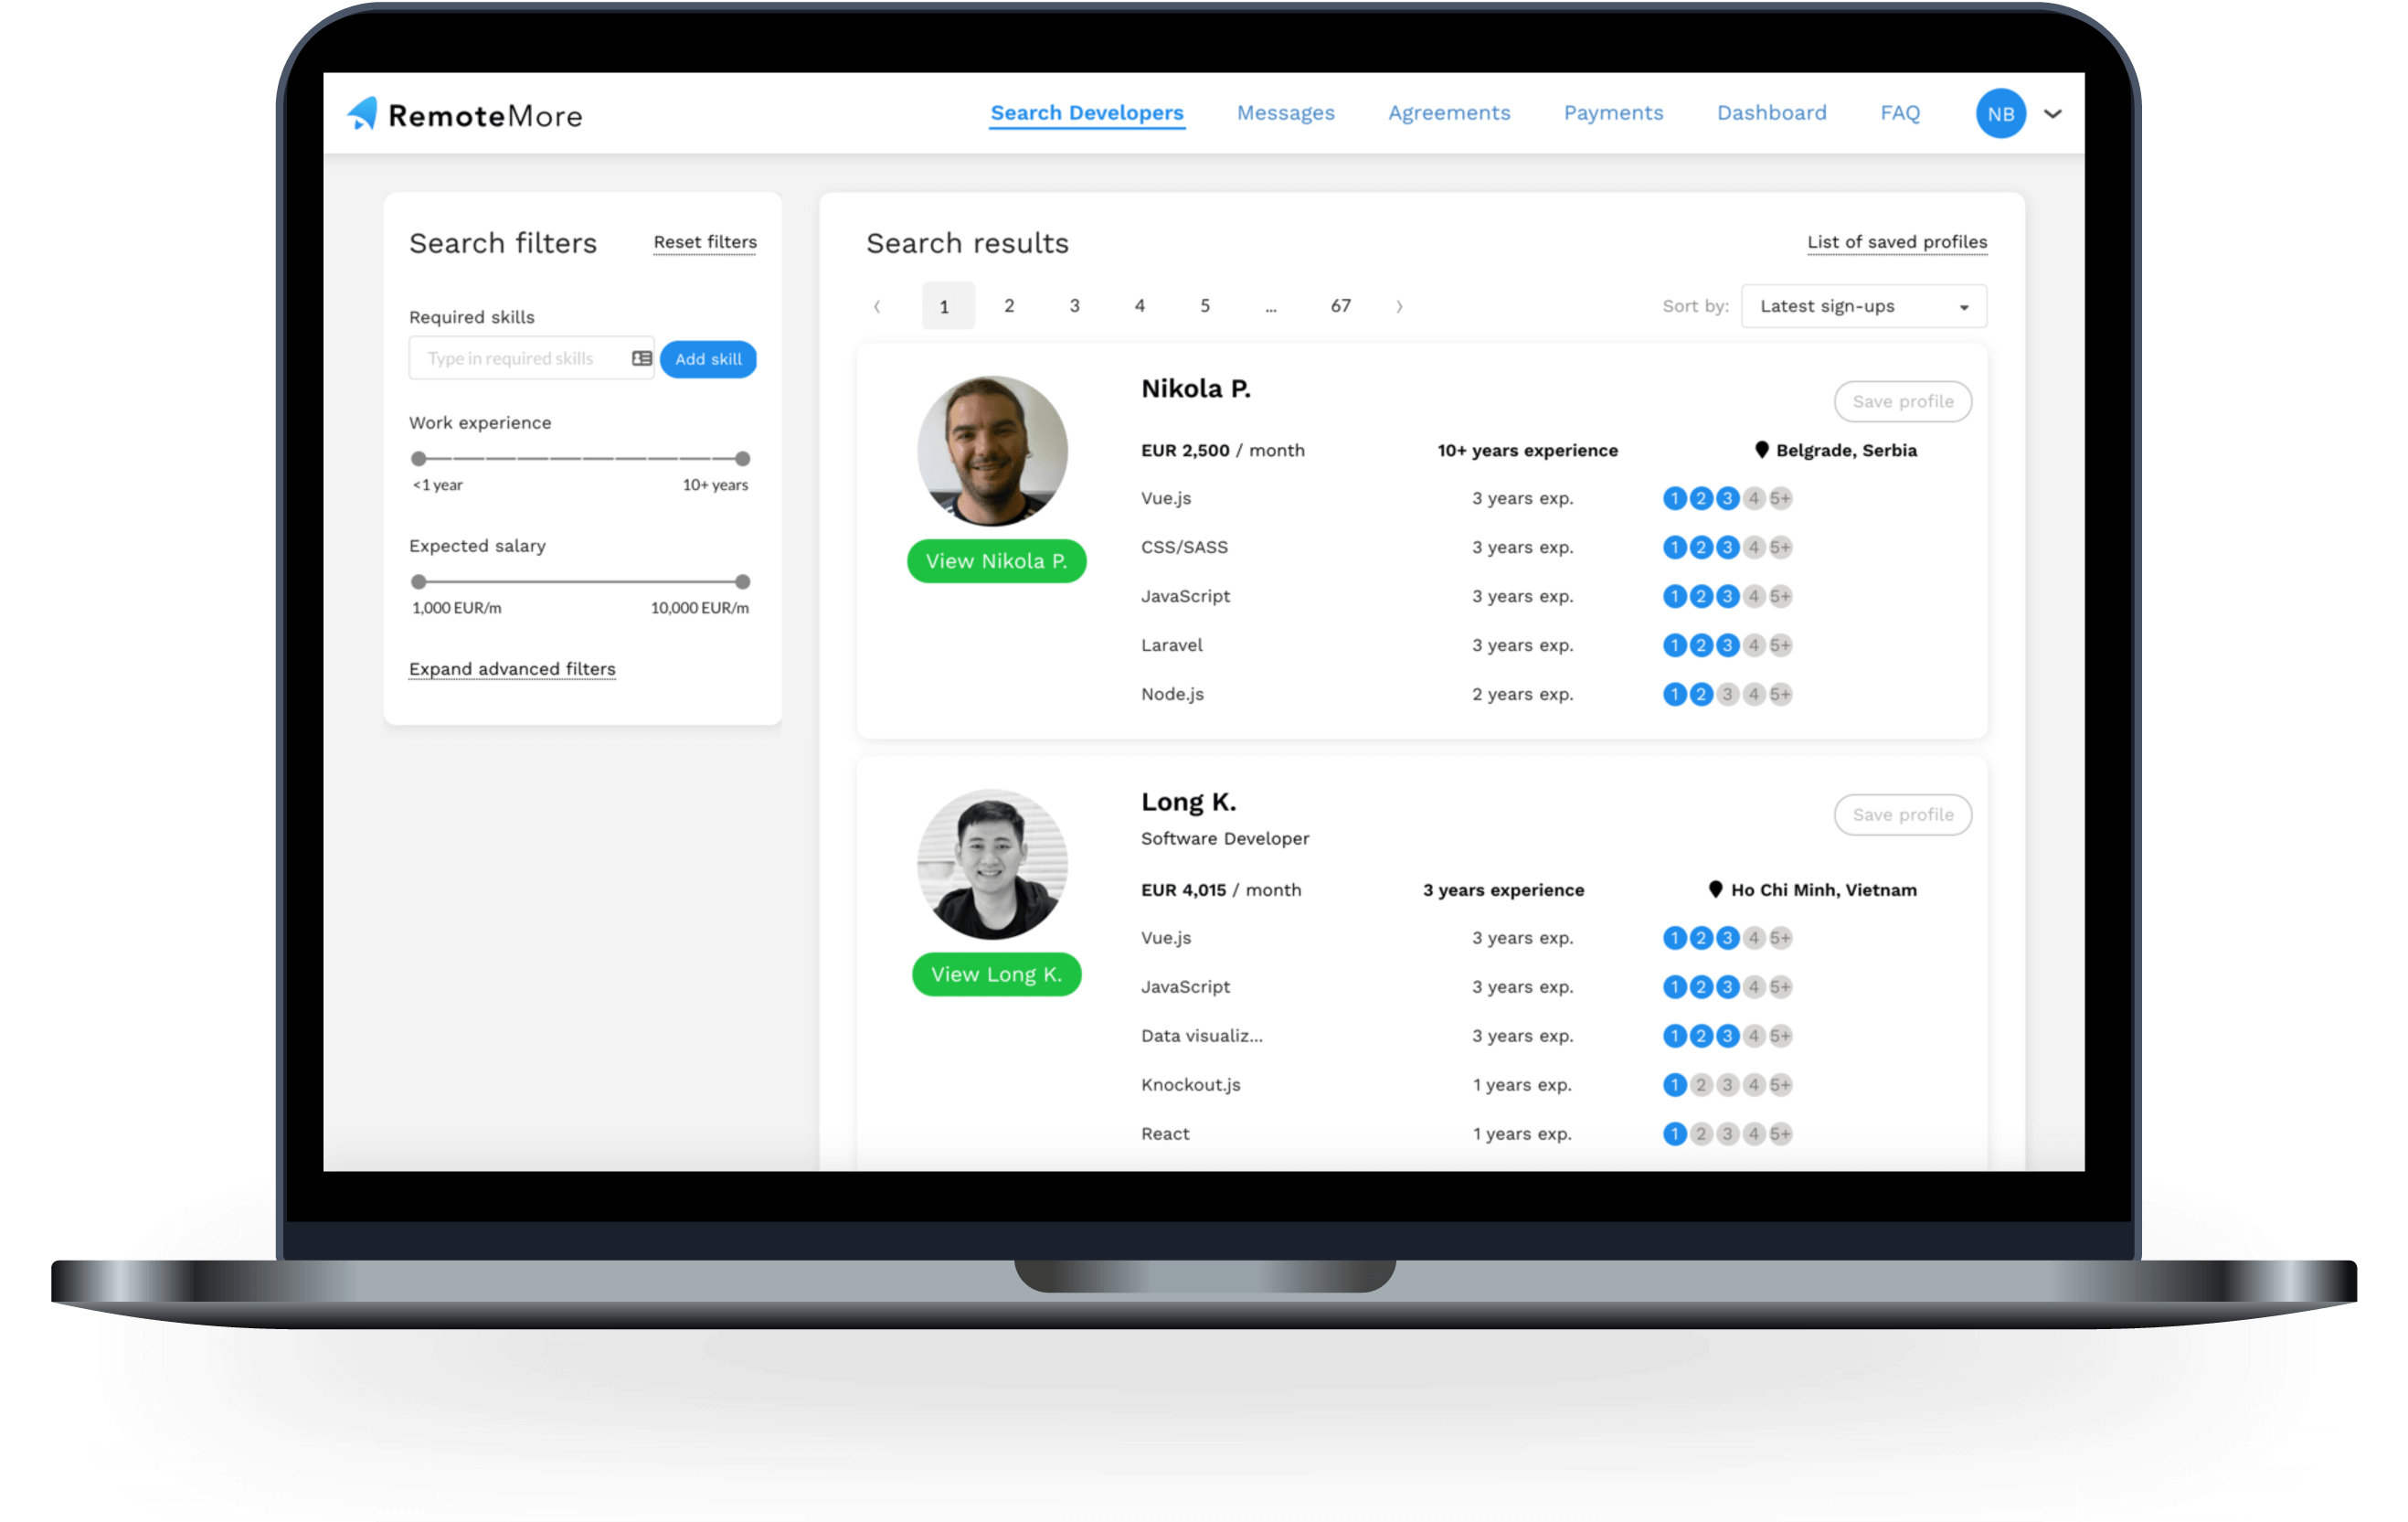 RemoteMore
Search Developers Messages Agreements Payments Dashboard FAQ NB
Search filters Reset filters
Required skills
Type in required skills Add skill
Work experience
<1 year 10+ years
Expected salary
1,000 EUR/m 10,000 EUR/m
Expand advanced filters
Search results List of saved profiles
‹ 1 2 3 4 5 ... 67 › Sort by: Latest sign-ups
Nikola P. Save profile
EUR 2,500 / month 10+ years experience Belgrade, Serbia
Vue.js 3 years exp. 1 2 3 4 5+
CSS/SASS 3 years exp. 1 2 3 4 5+
JavaScript 3 years exp. 1 2 3 4 5+
Laravel 3 years exp. 1 2 3 4 5+
Node.js 2 years exp. 1 2 3 4 5+
View Nikola P.
Long K. Save profile
Software Developer
EUR 4,015 / month 3 years experience Ho Chi Minh, Vietnam
Vue.js 3 years exp. 1 2 3 4 5+
JavaScript 3 years exp. 1 2 3 4 5+
Data visualiz... 3 years exp. 1 2 3 4 5+
Knockout.js 1 years exp. 1 2 3 4 5+
React 1 years exp. 1 2 3 4 5+
View Long K.